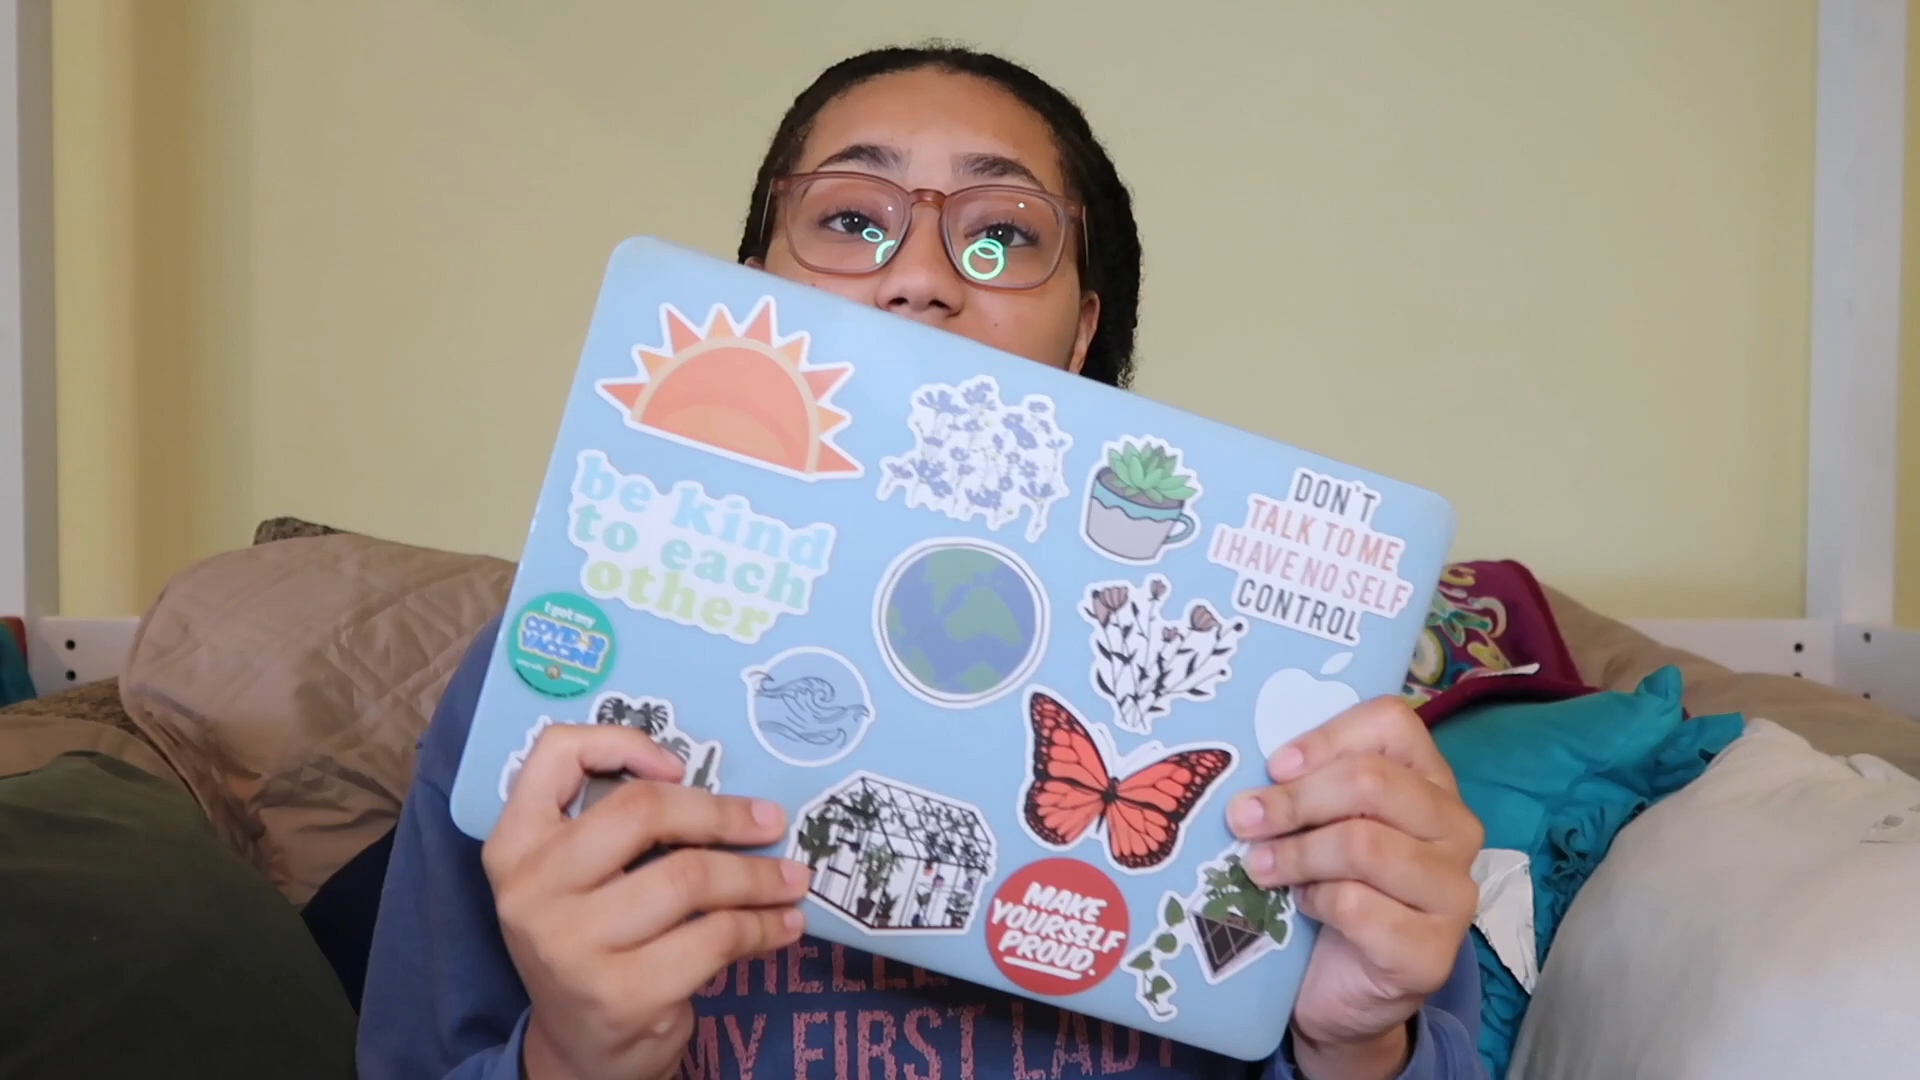 be kind
to each
other
DON'T
TALK TO ME
I HAVE NO SELF
CONTROL
I got my
COVID-19
VACCINE
MAKE
YOURSELF
PROUD.
MY FIRST LADY